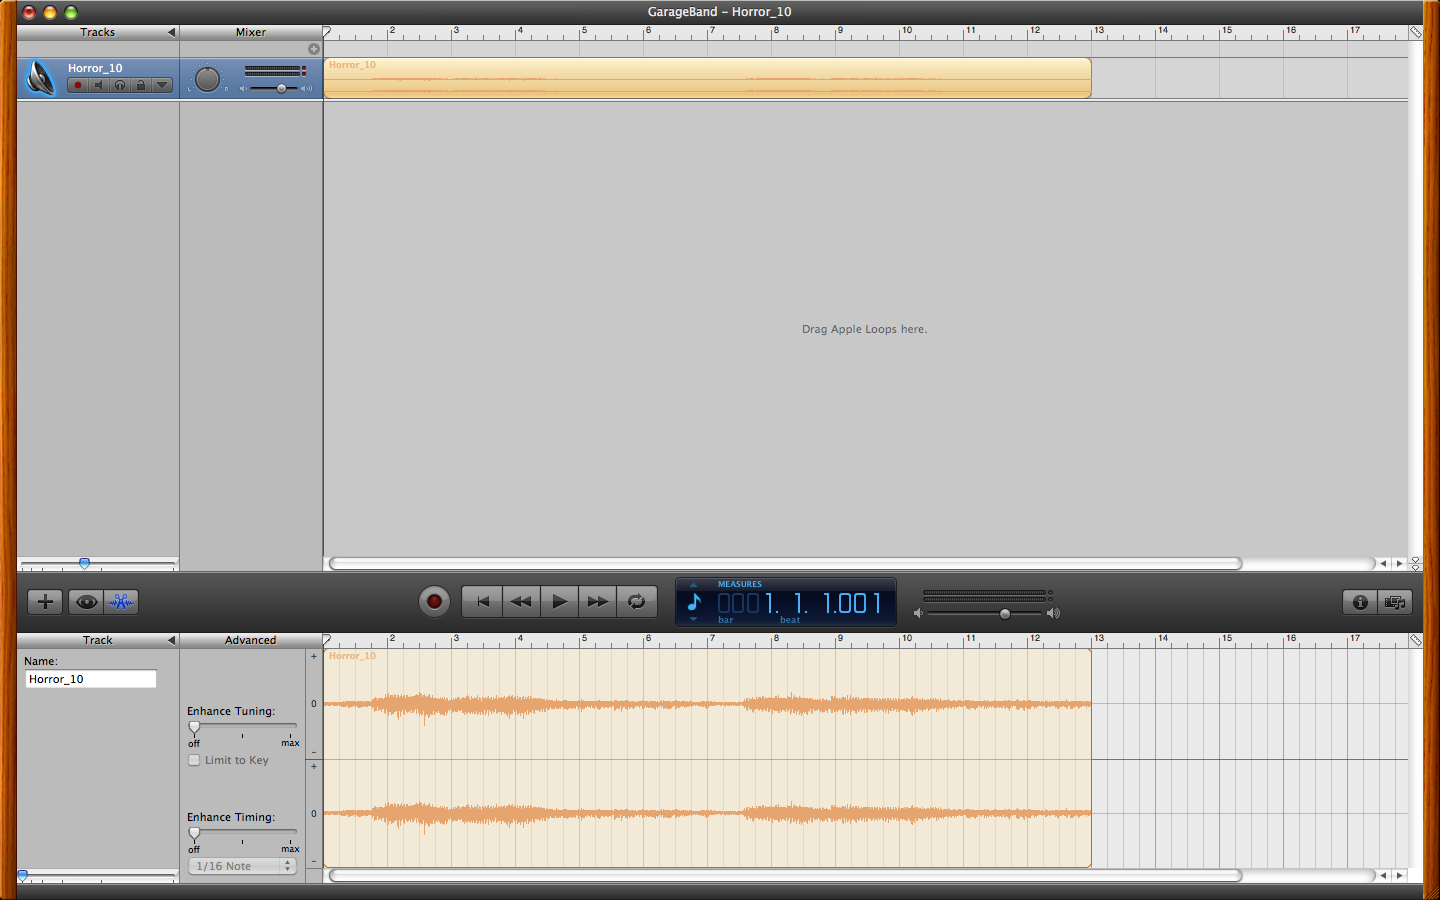 GarageBand – Horror_10
Tracks
Mixer
2 3 4 5 6 7 8 9 10 11 12 13 14 15 16 17
Horror_10
L R
Horror_10
Drag Apple Loops here.
MEASURES
0001. 1. 1.001
bar beat
Track
Advanced
2 3 4 5 6 7 8 9 10 11 12 13 14 15 16 17
Name:
Horror_10
Enhance Tuning:
off max
Limit to Key
Enhance Timing:
off max
1/16 Note
+
0
–
+
0
–
Horror_10